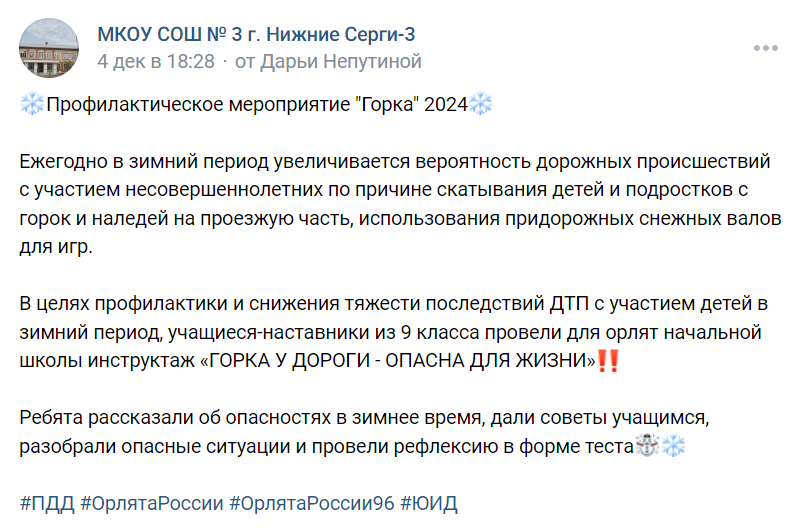 МКОУ СОШ № 3 г. Нижние Серги-3
4 дек в 18:28 · от Дарьи Непутиной
❄Профилактическое мероприятие "Горка" 2024❄
Ежегодно в зимний период увеличивается вероятность дорожных происшествий
с участием несовершеннолетних по причине скатывания детей и подростков с
горок и наледей на проезжую часть, использования придорожных снежных валов
для игр.
В целях профилактики и снижения тяжести последствий ДТП с участием детей в
зимний период, учащиеся-наставники из 9 класса провели для орлят начальной
школы инструктаж «ГОРКА У ДОРОГИ - ОПАСНА ДЛЯ ЖИЗНИ»‼
Ребята рассказали об опасностях в зимнее время, дали советы учащимся,
разобрали опасные ситуации и провели рефлексию в форме теста☃❄
#ПДД #ОрлятаРоссии #ОрлятаРоссии96 #ЮИД